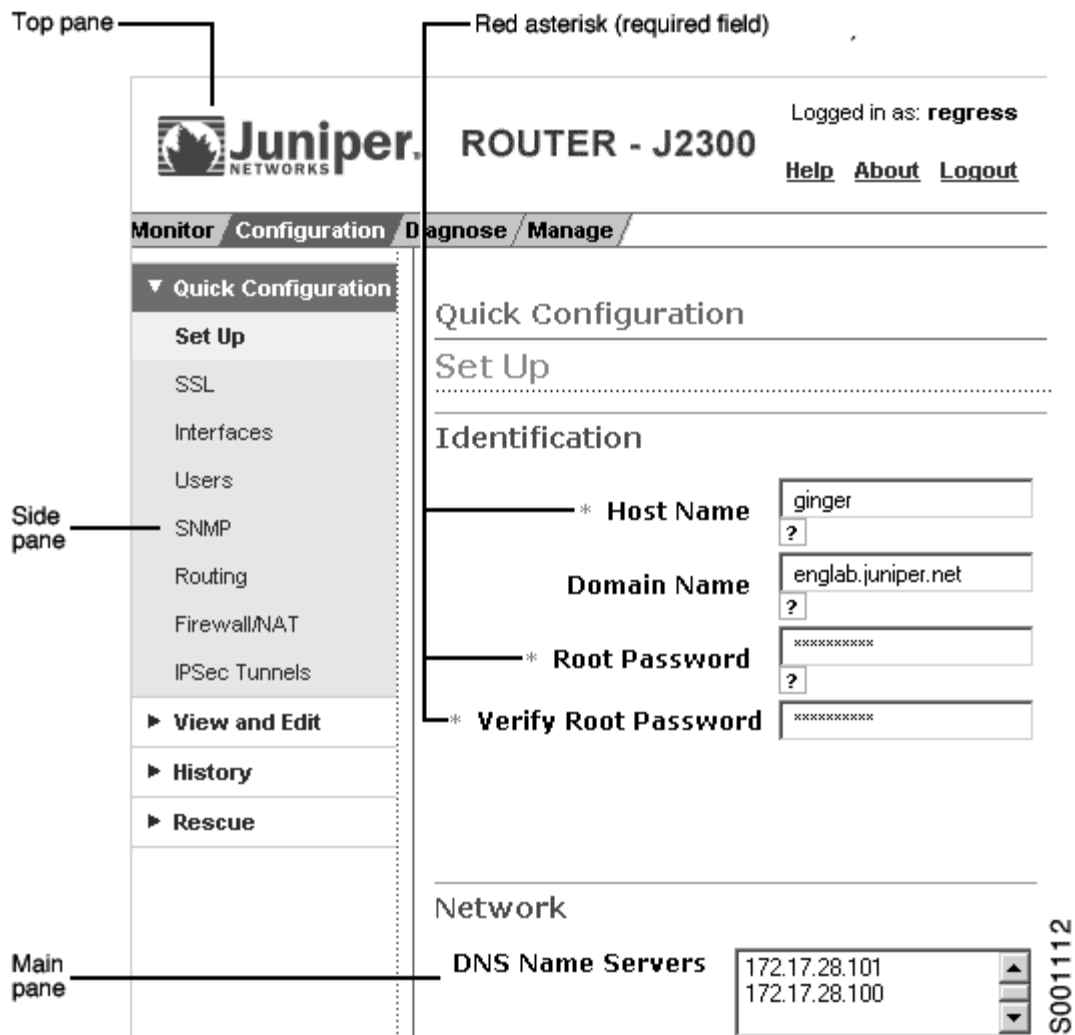 Top pane
Red asterisk (required field)
Juniper
NETWORKS
ROUTER - J2300
Logged in as: regress
Help About Logout
Monitor Configuration Diagnose Manage
▼ Quick Configuration
Set Up
SSL
Interfaces
Users
SNMP
Routing
Firewall/NAT
IPSec Tunnels
► View and Edit
► History
► Rescue
Side
pane
Quick Configuration
Set Up
Identification
* Host Name
ginger
?
Domain Name
englab.juniper.net
?
* Root Password
**********
?
* Verify Root Password
**********
Network
Main
pane
DNS Name Servers
172.17.28.101
172.17.28.100
S001112